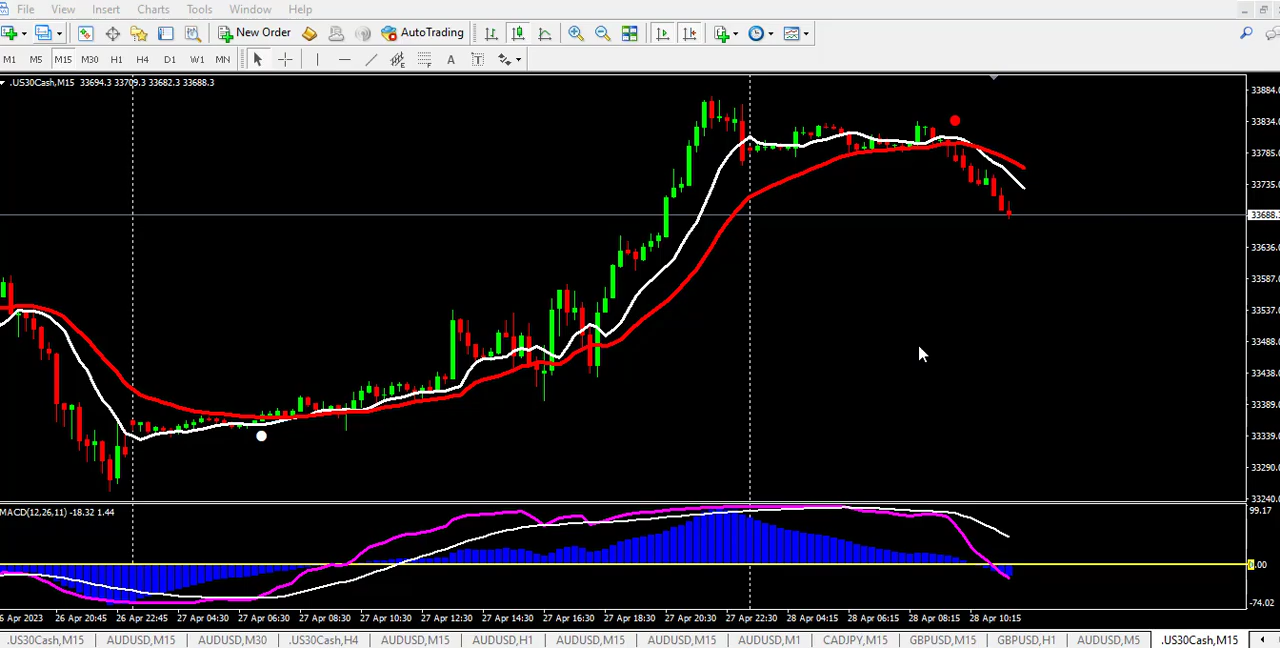 File View Insert Charts Tools Window Help
New Order AutoTrading
M1 M5 M15 M30 H1 H4 D1 W1 MN A T
.US30Cash,M15 33694.3 33709.3 33682.3 33688.3
33884.0
33834.0
33785.0
33735.0
33688.3
33636.0
33587.0
33537.0
33488.0
33438.0
33389.0
33339.0
33290.0
33240.0
MACD(12,26,11) -18.32 1.44
99.17
0.00
-74.02
26 Apr 20:45 26 Apr 22:45 27 Apr 04:30 27 Apr 06:30 27 Apr 08:30 27 Apr 10:30 27 Apr 12:30 27 Apr 14:30 27 Apr 16:30 27 Apr 18:30 27 Apr 20:30 27 Apr 22:30 28 Apr 04:15 28 Apr 06:15 28 Apr 08:15 28 Apr 10:15
.US30Cash,M15 AUDUSD,M15 AUDUSD,M30 .US30Cash,H4 AUDUSD,M15 AUDUSD,H1 AUDUSD,M15 AUDUSD,M15 AUDUSD,M1 CADJPY,M15 GBPUSD,M15 GBPUSD,H1 AUDUSD,M5 .US30Cash,M15